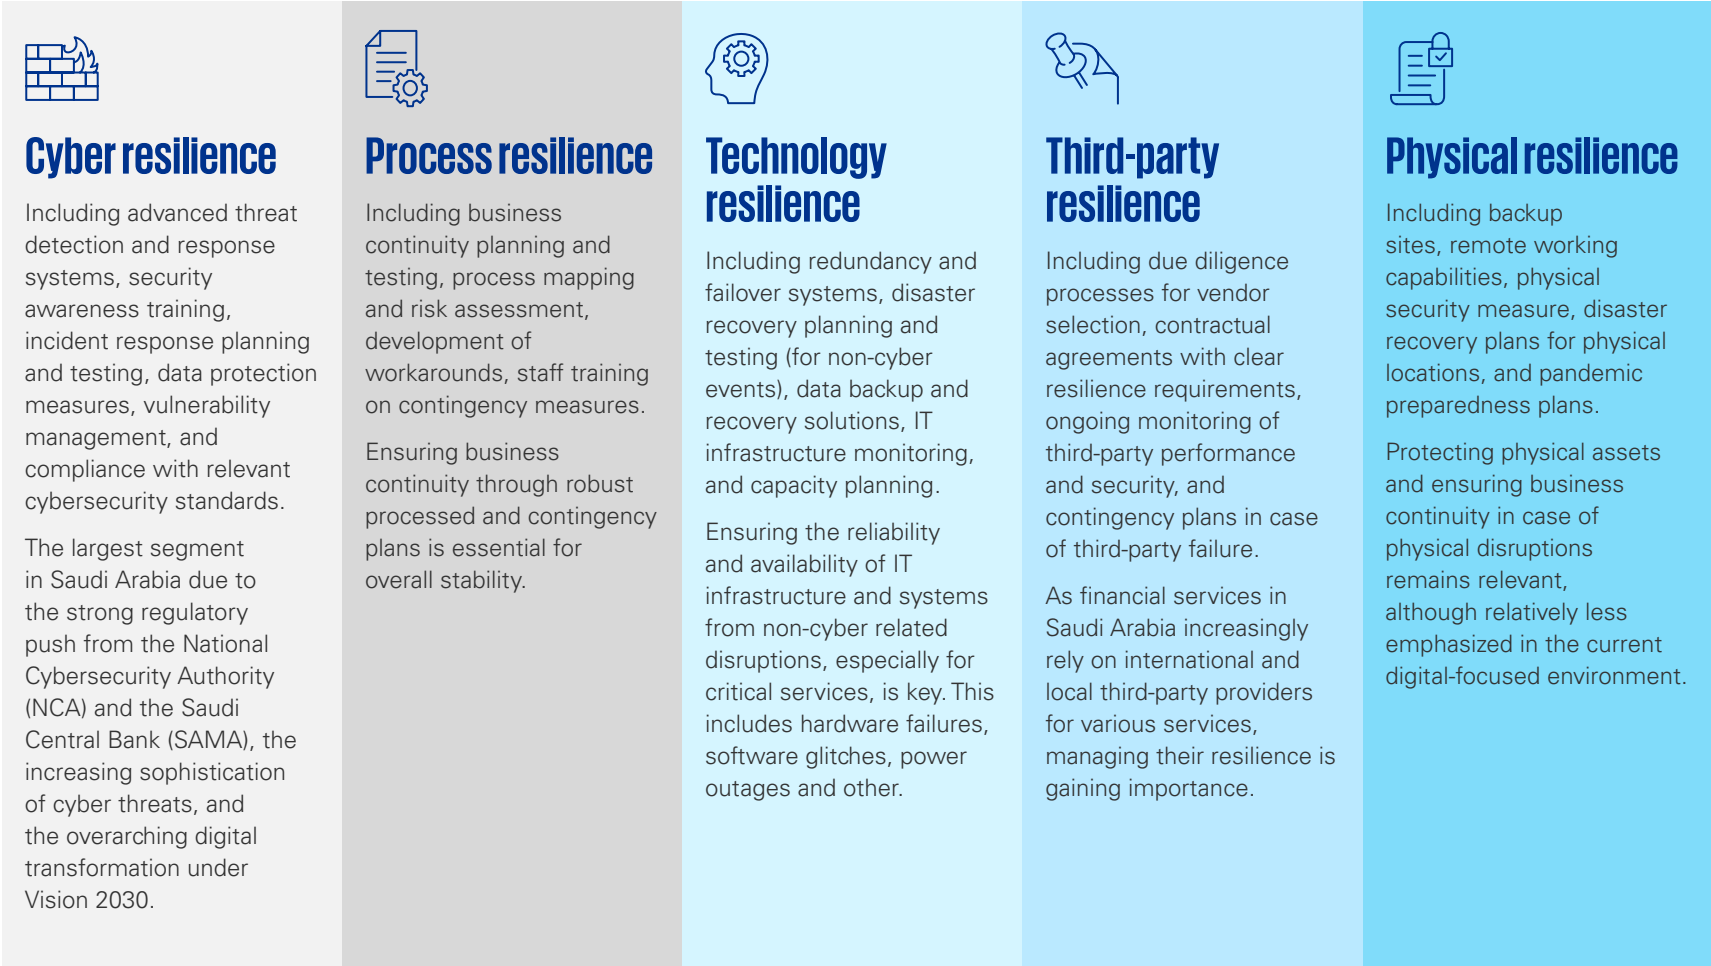 Cyber resilience
Including advanced threat
detection and response
systems, security
awareness training,
incident response planning
and testing, data protection
measures, vulnerability
management, and
compliance with relevant
cybersecurity standards.
The largest segment
in Saudi Arabia due to
the strong regulatory
push from the National
Cybersecurity Authority
(NCA) and the Saudi
Central Bank (SAMA), the
increasing sophistication
of cyber threats, and
the overarching digital
transformation under
Vision 2030.
Process resilience
Including business
continuity planning and
testing, process mapping
and risk assessment,
development of
workarounds, staff training
on contingency measures.
Ensuring business
continuity through robust
processed and contingency
plans is essential for
overall stability.
Technology
resilience
Including redundancy and
failover systems, disaster
recovery planning and
testing (for non-cyber
events), data backup and
recovery solutions, IT
infrastructure monitoring,
and capacity planning.
Ensuring the reliability
and availability of IT
infrastructure and systems
from non-cyber related
disruptions, especially for
critical services, is key. This
includes hardware failures,
software glitches, power
outages and other.
Third-party
resilience
Including due diligence
processes for vendor
selection, contractual
agreements with clear
resilience requirements,
ongoing monitoring of
third-party performance
and security, and
contingency plans in case
of third-party failure.
As financial services in
Saudi Arabia increasingly
rely on international and
local third-party providers
for various services,
managing their resilience is
gaining importance.
Physical resilience
Including backup
sites, remote working
capabilities, physical
security measure, disaster
recovery plans for physical
locations, and pandemic
preparedness plans.
Protecting physical assets
and ensuring business
continuity in case of
physical disruptions
remains relevant,
although relatively less
emphasized in the current
digital-focused environment.